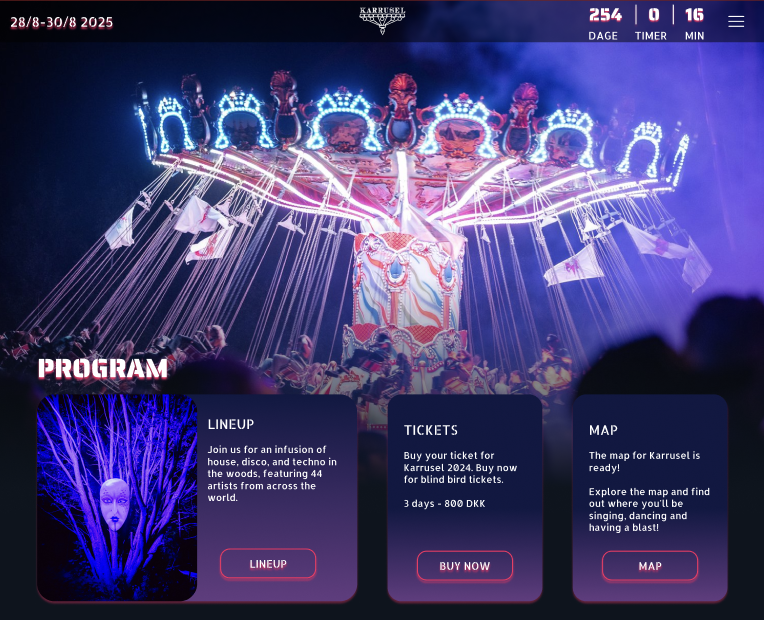 28/8-30/8 2025
KARRUSEL
254 0 16
DAGE TIMER MIN
PROGRAM
LINEUP
Join us for an infusion of
house, disco, and techno in
the woods, featuring 44
artists from across the
world.
LINEUP
TICKETS
Buy your ticket for
Karrusel 2024. Buy now
for blind bird tickets.
3 days - 800 DKK
BUY NOW
MAP
The map for Karrusel is
ready!
Explore the map and find
out where you'll be
singing, dancing and
having a blast!
MAP